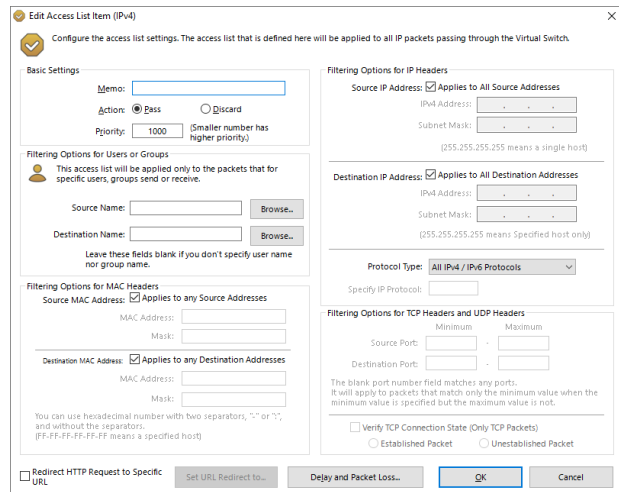 Edit Access List Item (IPv4)
Configure the access list settings. The access list that is defined here will be applied to all IP packets passing through the Virtual Switch.
Basic Settings
Memo:
Action: Pass Discard
Priority: 1000 (Smaller number has
higher priority.)
Filtering Options for Users or Groups
This access list will be applied only to the packets that for
specific users, groups send or receive.
Source Name: Browse...
Destination Name: Browse...
Leave these fields blank if you don't specify user name
nor group name.
Filtering Options for MAC Headers
Source MAC Address: Applies to any Source Addresses
MAC Address:
Mask:
Destination MAC Address: Applies to any Destination Addresses
MAC Address:
Mask:
You can use hexadecimal number with two separators, "-" or ":",
and without the separators.
(FF-FF-FF-FF-FF-FF means a specified host)
Filtering Options for IP Headers
Source IP Address: Applies to All Source Addresses
IPv4 Address: . . .
Subnet Mask: . . .
(255.255.255.255 means a single host)
Destination IP Address: Applies to All Destination Addresses
IPv4 Address: . . .
Subnet Mask: . . .
(255.255.255.255 means Specified host only)
Protocol Type: All IPv4 / IPv6 Protocols
Specify IP Protocol:
Filtering Options for TCP Headers and UDP Headers
Minimum Maximum
Source Port: -
Destination Port: -
The blank port number field matches any ports.
It will apply to packets that match only the minimum value when the
minimum value is specified but the maximum value is not.
Verify TCP Connection State (Only TCP Packets)
Established Packet Unestablished Packet
Redirect HTTP Request to Specific
URL
Set URL Redirect to...
Delay and Packet Loss...
OK
Cancel